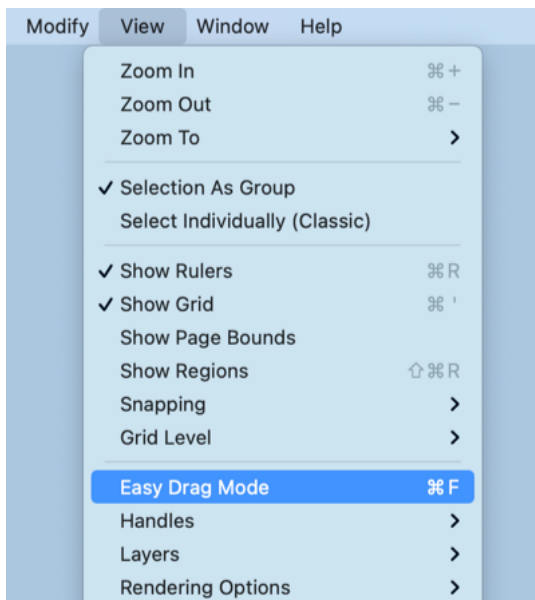 Modify View Window Help
Zoom In ⌘ +
Zoom Out ⌘ −
Zoom To
Selection As Group
Select Individually (Classic)
Show Rulers ⌘ R
Show Grid ⌘ '
Show Page Bounds
Show Regions ⇧⌘ R
Snapping
Grid Level
Easy Drag Mode ⌘ F
Handles
Layers
Rendering Options